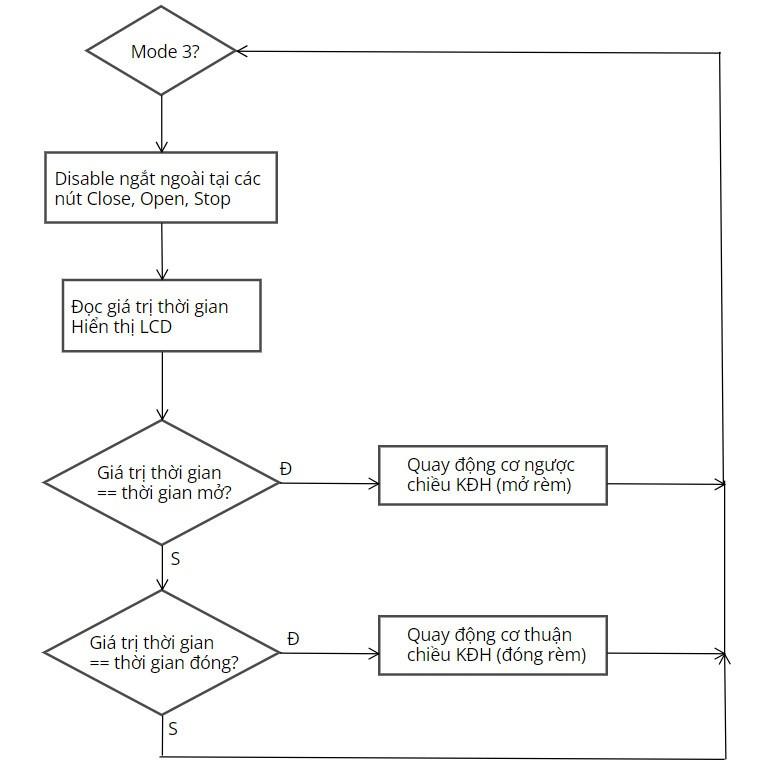 Mode 3?
Disable ngắt ngoài tại các
nút Close, Open, Stop
Đọc giá trị thời gian
Hiển thị LCD
Giá trị thời gian
== thời gian mở?
Đ
Quay động cơ ngược
chiều KĐH (mở rèm)
S
Giá trị thời gian
== thời gian đóng?
Đ
Quay động cơ thuận
chiều KĐH (đóng rèm)
S